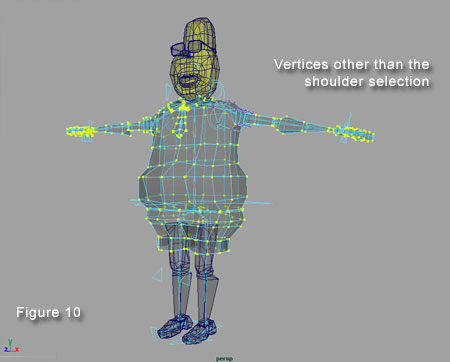 Vertices other than the
shoulder selection
Figure 10
y
z x
persp